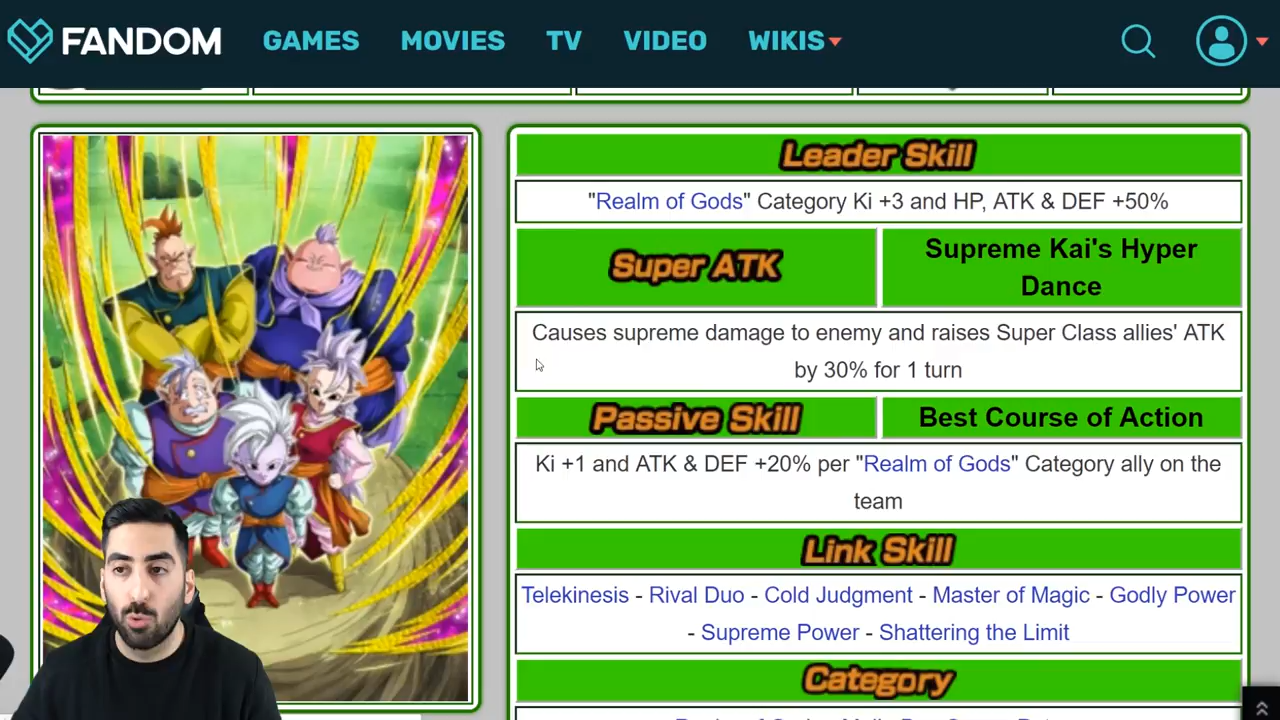 FANDOM GAMES MOVIES TV VIDEO WIKIS
Leader Skill
"Realm of Gods" Category Ki +3 and HP, ATK & DEF +50%
Super ATK
Supreme Kai's Hyper
Dance
Causes supreme damage to enemy and raises Super Class allies' ATK
by 30% for 1 turn
Passive Skill
Best Course of Action
Ki +1 and ATK & DEF +20% per "Realm of Gods" Category ally on the
team
Link Skill
Telekinesis - Rival Duo - Cold Judgment - Master of Magic - Godly Power
- Supreme Power - Shattering the Limit
Category